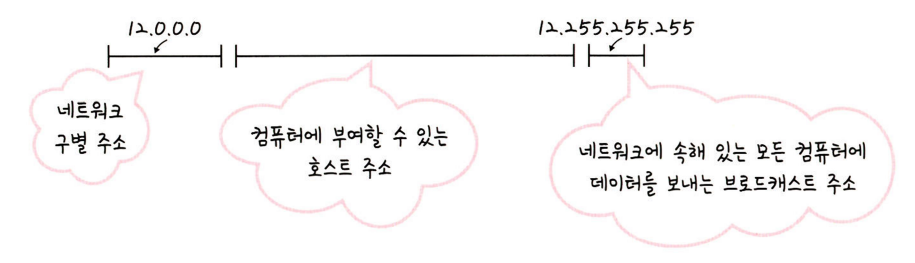 12.0.0.0
12.255.255.255
네트워크
구별 주소
컴퓨터에 부여할 수 있는
호스트 주소
네트워크에 속해 있는 모든 컴퓨터에
데이터를 보내는 브로드캐스트 주소